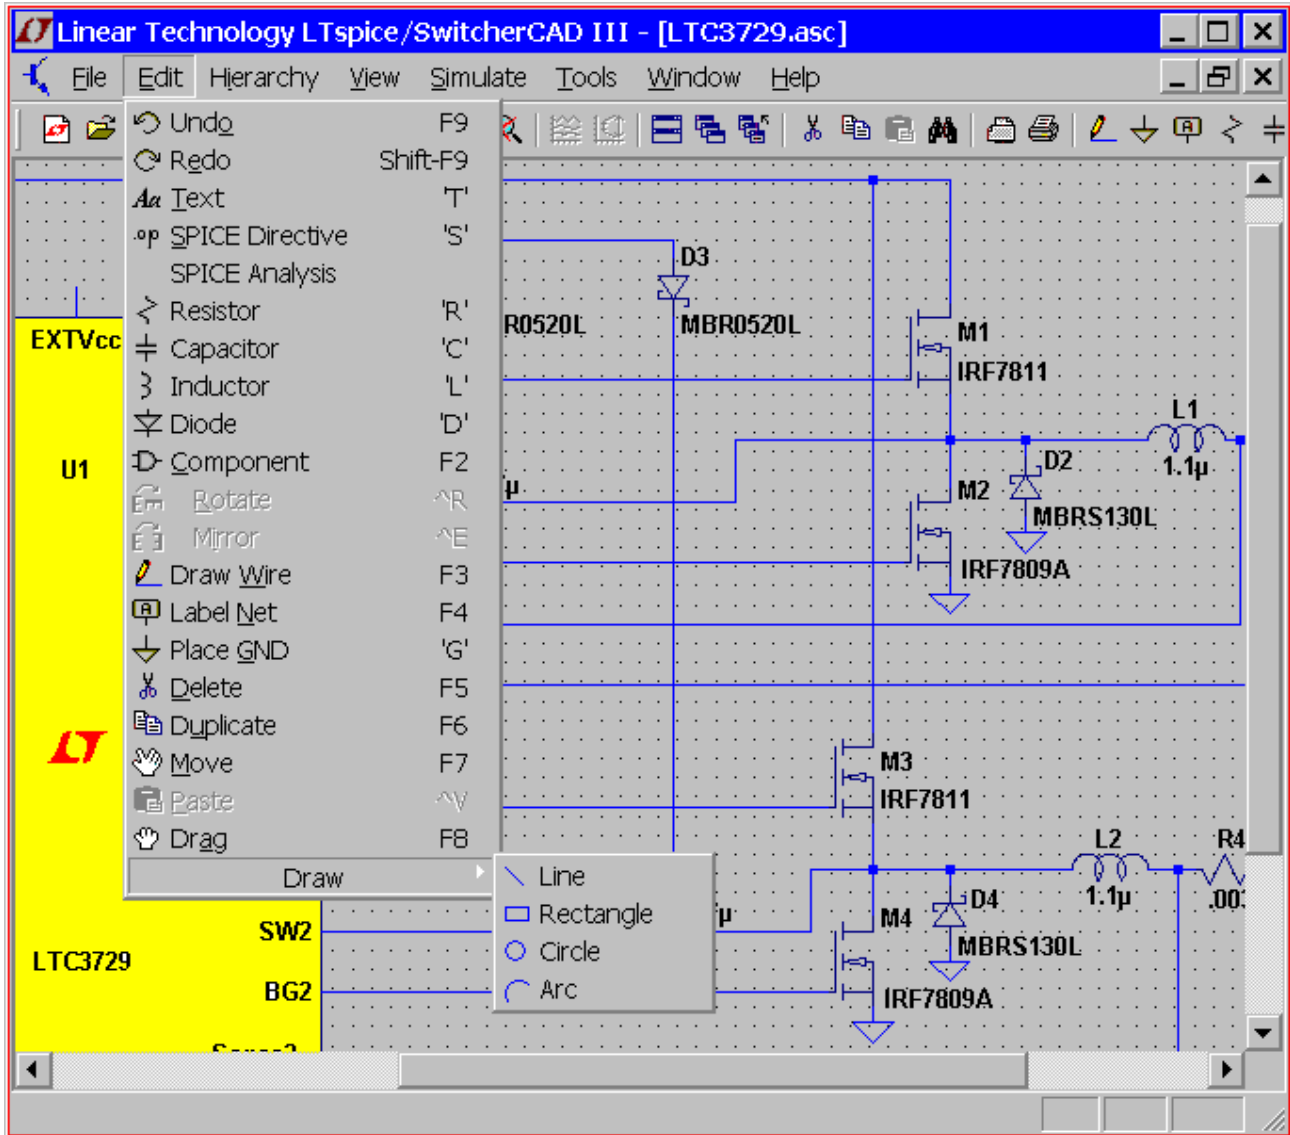 Linear Technology LTspice/SwitcherCAD III - [LTC3729.asc]
File Edit Hierarchy View Simulate Tools Window Help
Undo F9
Redo Shift-F9
Text 'T'
SPICE Directive 'S'
SPICE Analysis
Resistor 'R'
Capacitor 'C'
Inductor 'L'
Diode 'D'
Component F2
Rotate ^R
Mirror ^E
Draw Wire F3
Label Net F4
Place GND 'G'
Delete F5
Duplicate F6
Move F7
Paste ^V
Drag F8
Draw
Line
Rectangle
Circle
Arc
EXTVcc
U1
LTC3729
SW2
BG2
R0520L
D3
MBR0520L
M1
IRF7811
L1
1.1µ
D2
MBRS130L
M2
IRF7809A
µ
M3
IRF7811
L2
1.1µ
R4
D4
MBRS130L
M4
IRF7809A
µ